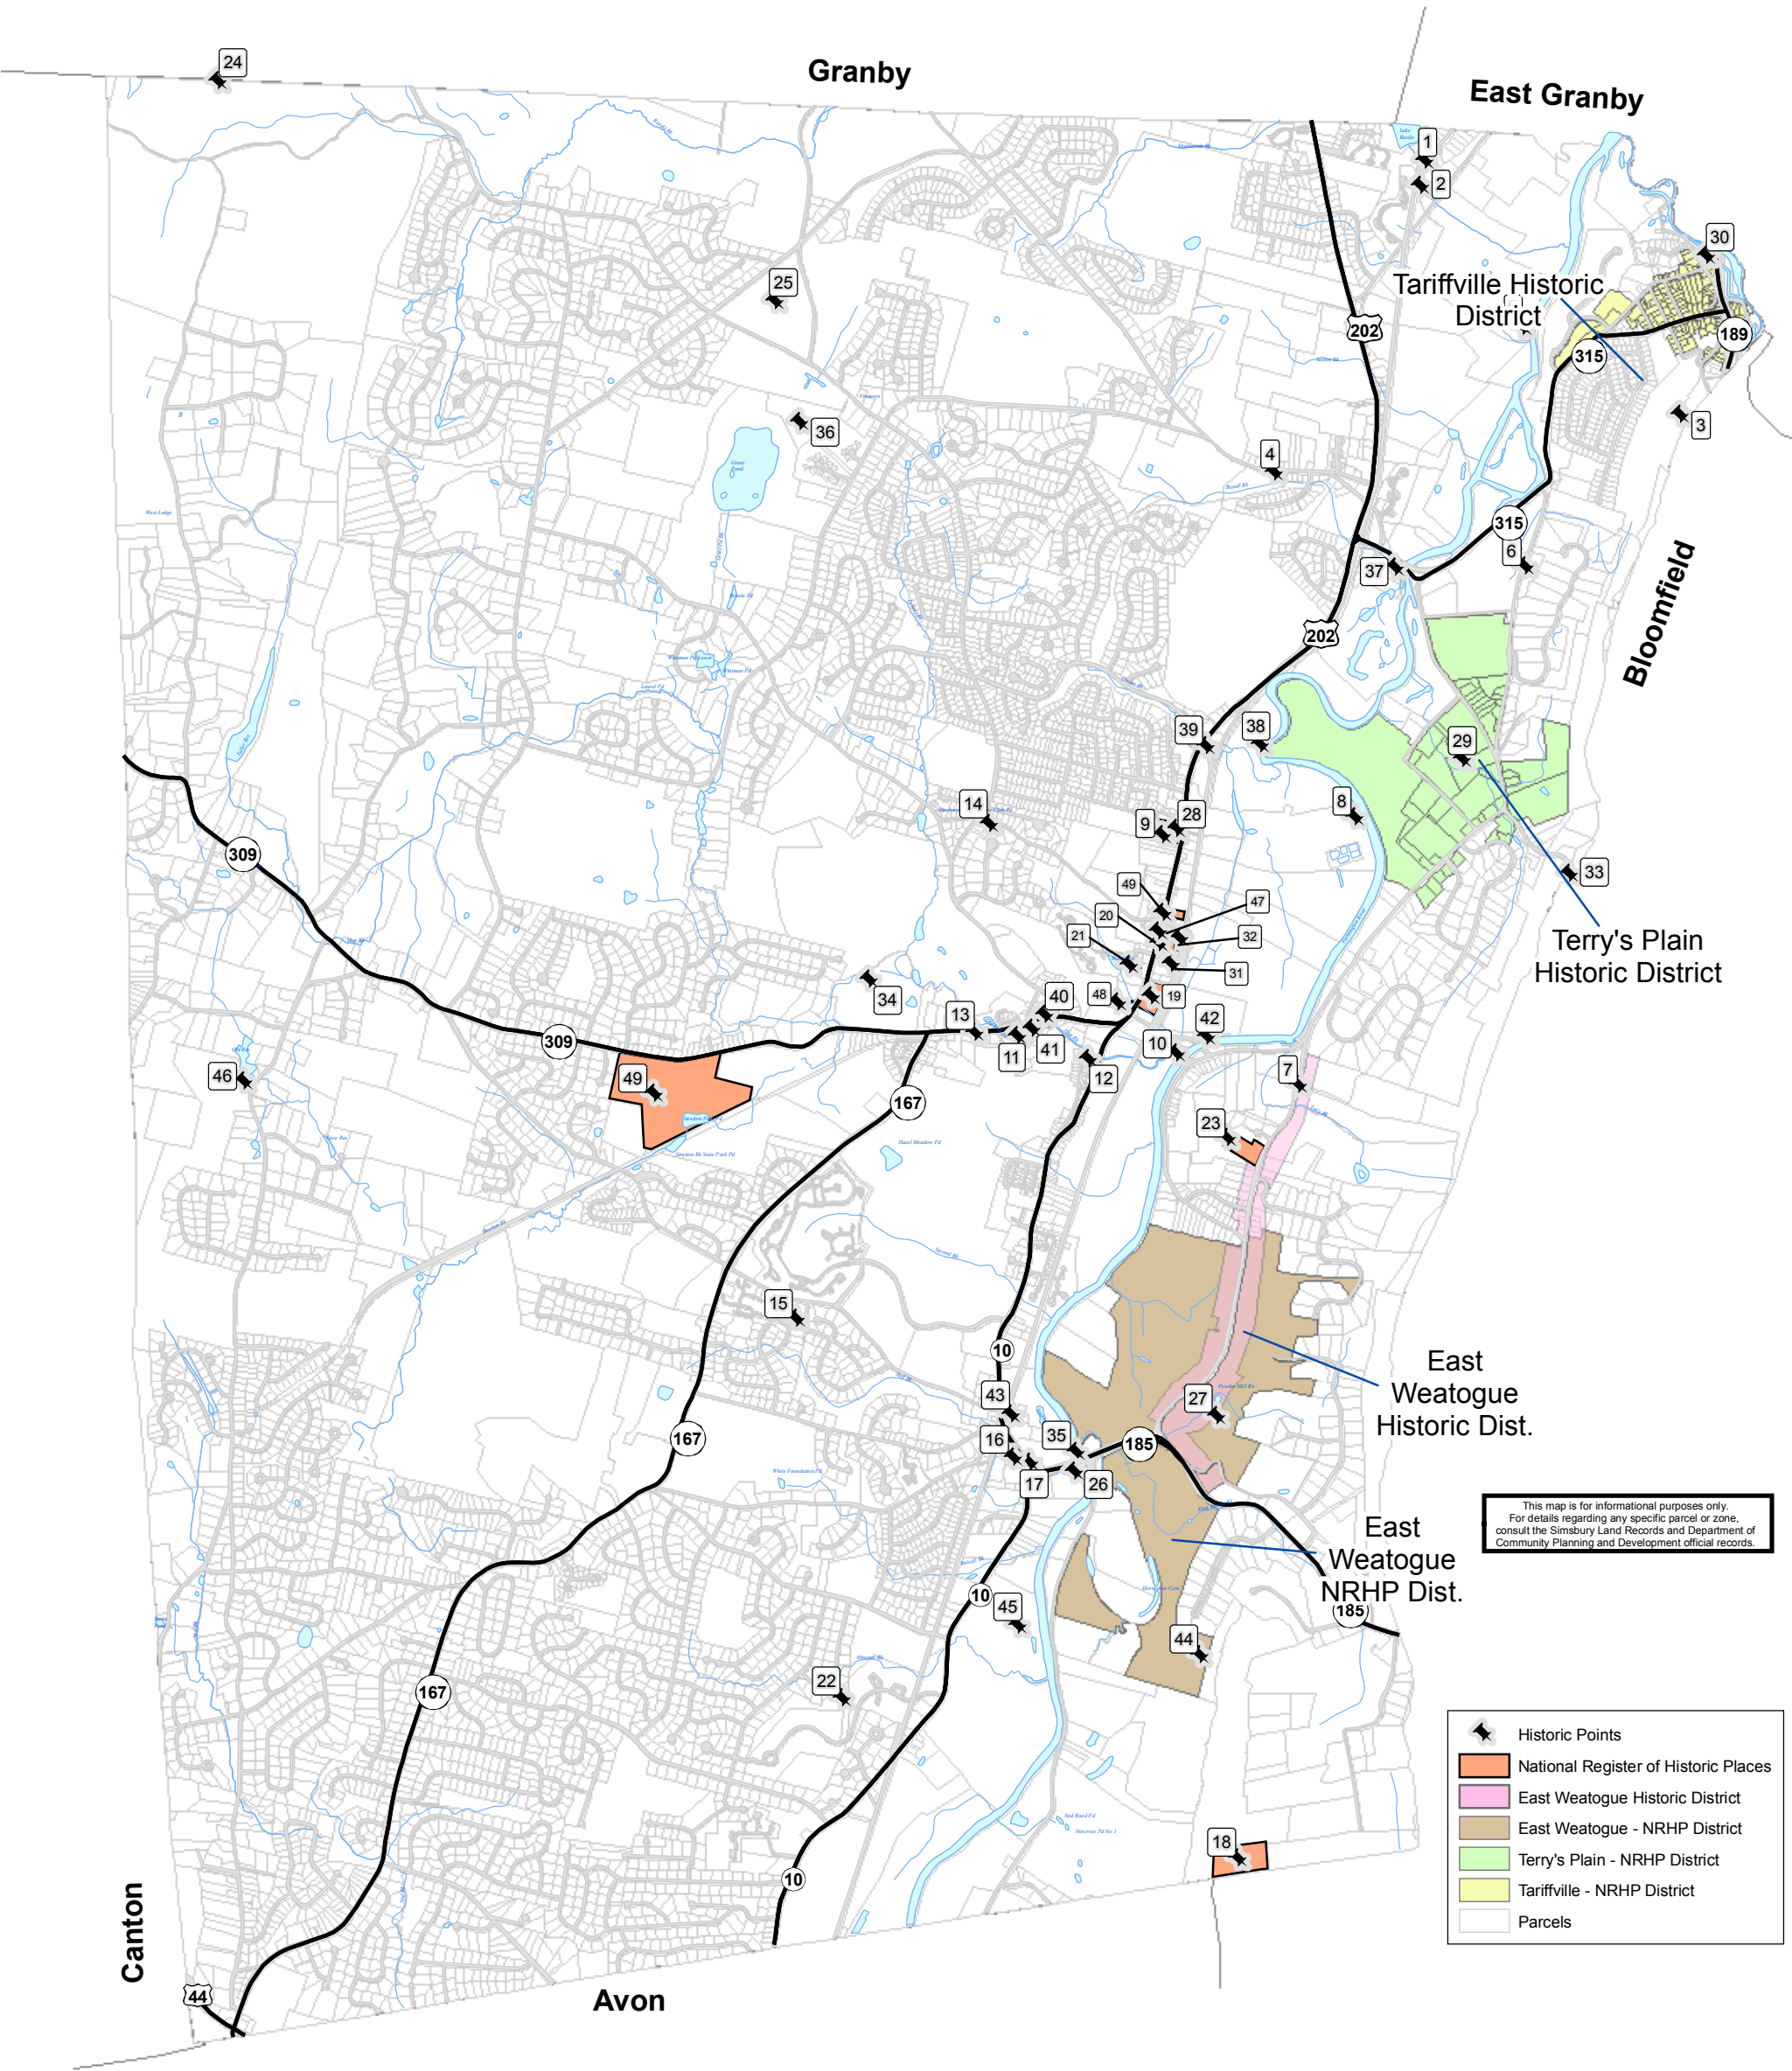 Granby
East Granby
24
1
2
30
Tariffville Historic
District
25
202
189
315
3
36
4
315
6
37
Bloomfield
202
39
38
29
14
9
28
8
309
33
49
47
20
32
21
31
Terry's Plain
Historic District
34
48
19
40
13
42
10
11
41
12
309
46
49
7
167
23
15
10
East
Weatogue
Historic Dist.
43
27
16
35
185
167
17
26
This map is for informational purposes only.
For details regarding any specific parcel or zone,
consult the Simsbury Land Records and Department of
Community Planning and Development official records.
East
Weatogue
NRHP Dist.
10
45
185
44
22
167
Historic Points
National Register of Historic Places
East Weatogue Historic District
East Weatogue - NRHP District
Terry's Plain - NRHP District
Tariffville - NRHP District
Parcels
18
10
Canton
44
Avon